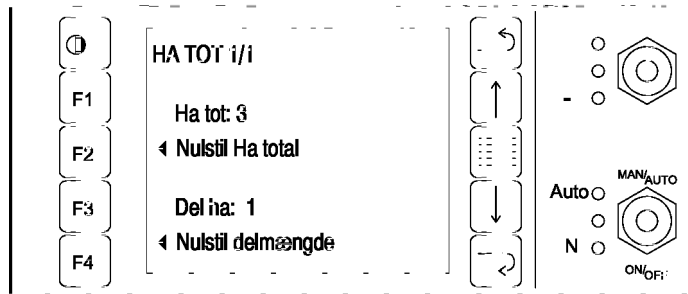 HA TOT 1/1
F1
Ha tot: 3
F2
Nulstil Ha total
F3
Del ha: 1
Nulstil delmængde
F4
-
MAN/AUTO
Auto
N
ON/OFF